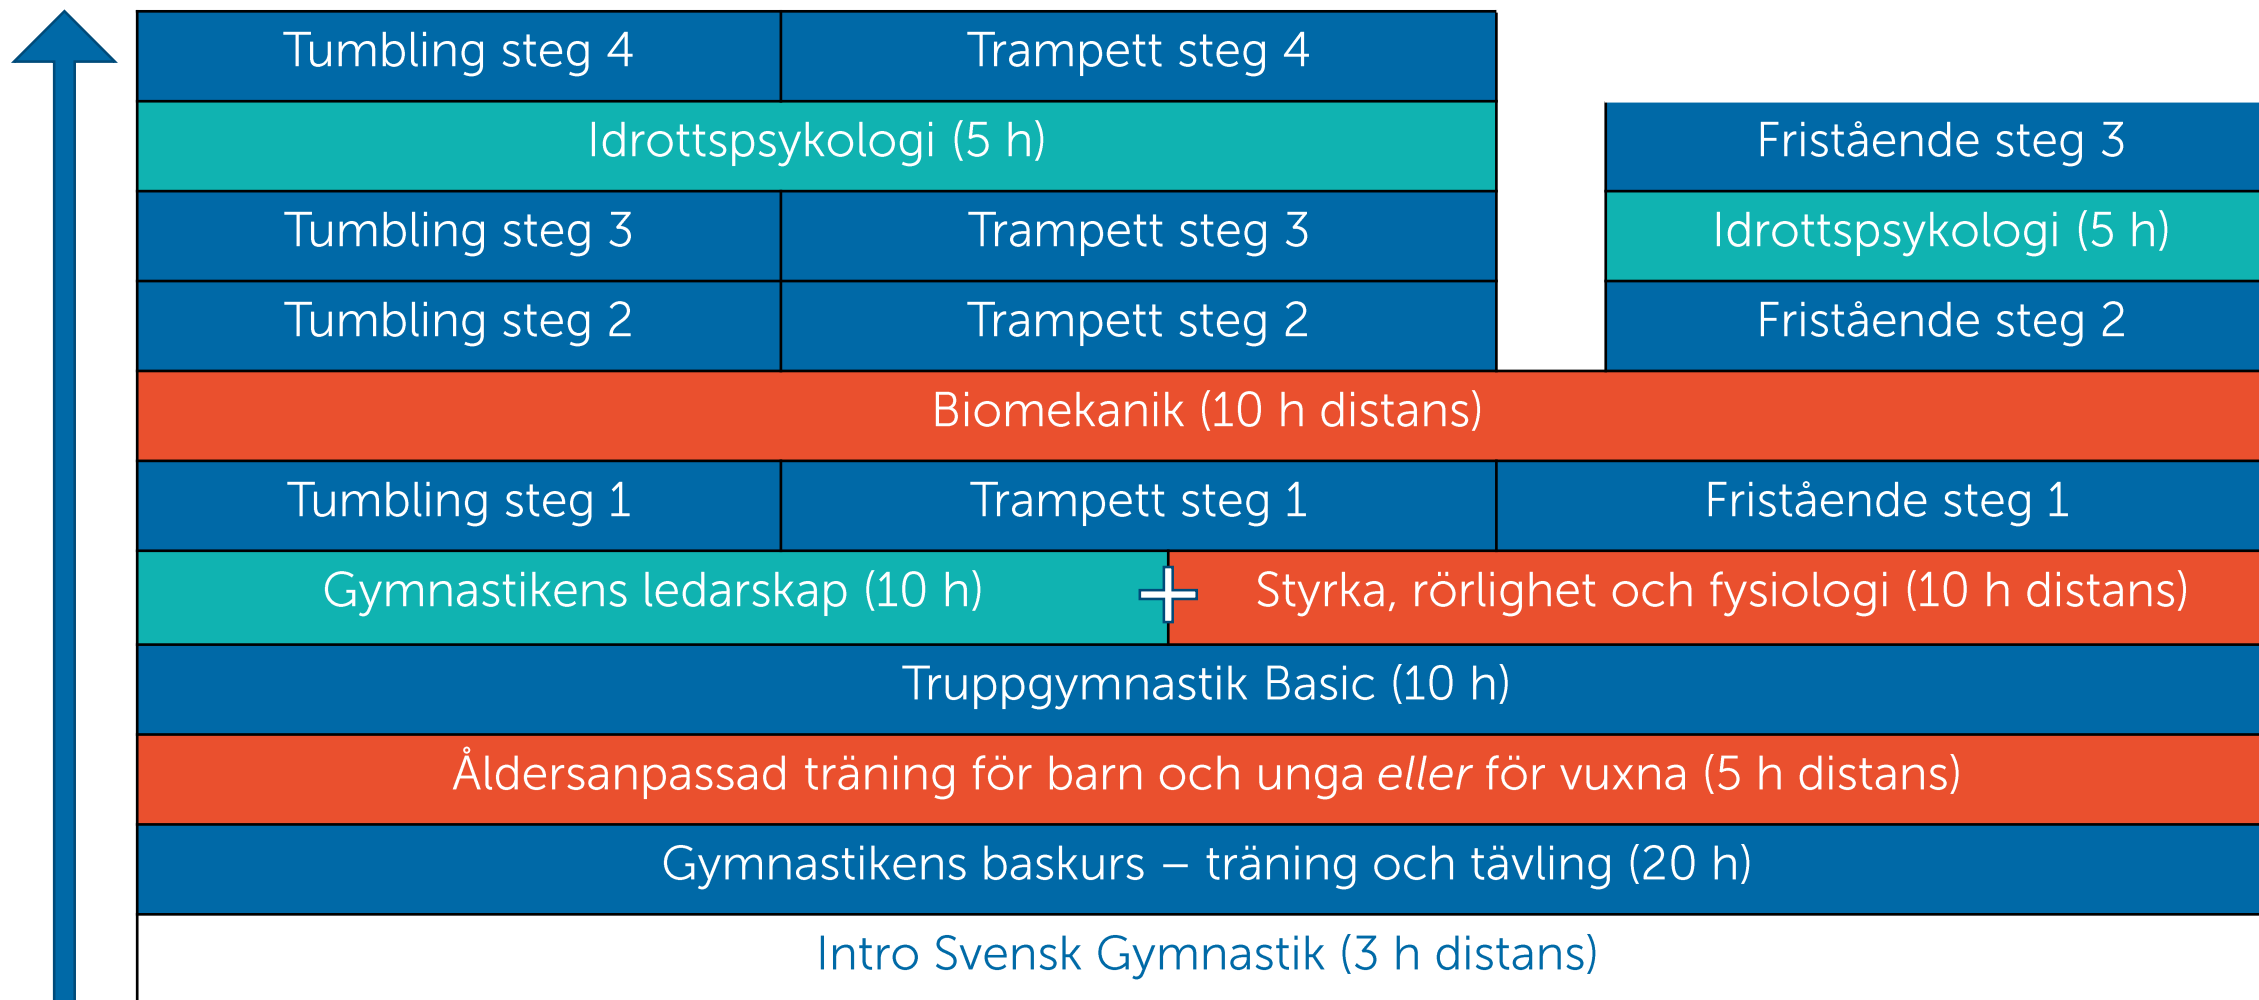 Tumbling steg 4 Trampett steg 4
Idrottspsykologi (5 h) Fristående steg 3
Tumbling steg 3 Trampett steg 3 Idrottspsykologi (5 h)
Tumbling steg 2 Trampett steg 2 Fristående steg 2
Biomekanik (10 h distans)
Tumbling steg 1 Trampett steg 1 Fristående steg 1
Gymnastikens ledarskap (10 h) + Styrka, rörlighet och fysiologi (10 h distans)
Truppgymnastik Basic (10 h)
Åldersanpassad träning för barn och unga eller för vuxna (5 h distans)
Gymnastikens baskurs – träning och tävling (20 h)
Intro Svensk Gymnastik (3 h distans)